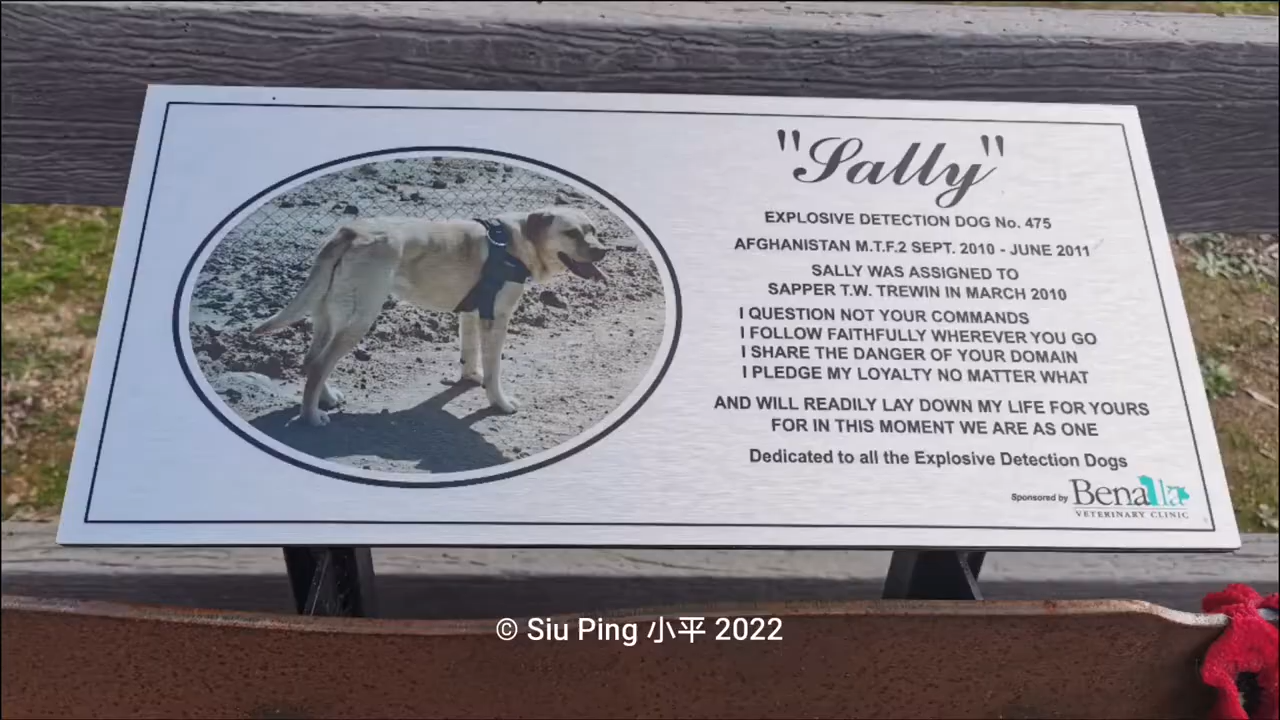 "Sally"
EXPLOSIVE DETECTION DOG No. 475
AFGHANISTAN M.T.F.2 SEPT. 2010 - JUNE 2011
SALLY WAS ASSIGNED TO
SAPPER T.W. TREWIN IN MARCH 2010
I QUESTION NOT YOUR COMMANDS
I FOLLOW FAITHFULLY WHEREVER YOU GO
I SHARE THE DANGER OF YOUR DOMAIN
I PLEDGE MY LOYALTY NO MATTER WHAT
AND WILL READILY LAY DOWN MY LIFE FOR YOURS
FOR IN THIS MOMENT WE ARE AS ONE
Dedicated to all the Explosive Detection Dogs
Sponsored by Benalla
VETERINARY CLINIC
© Siu Ping 小平 2022